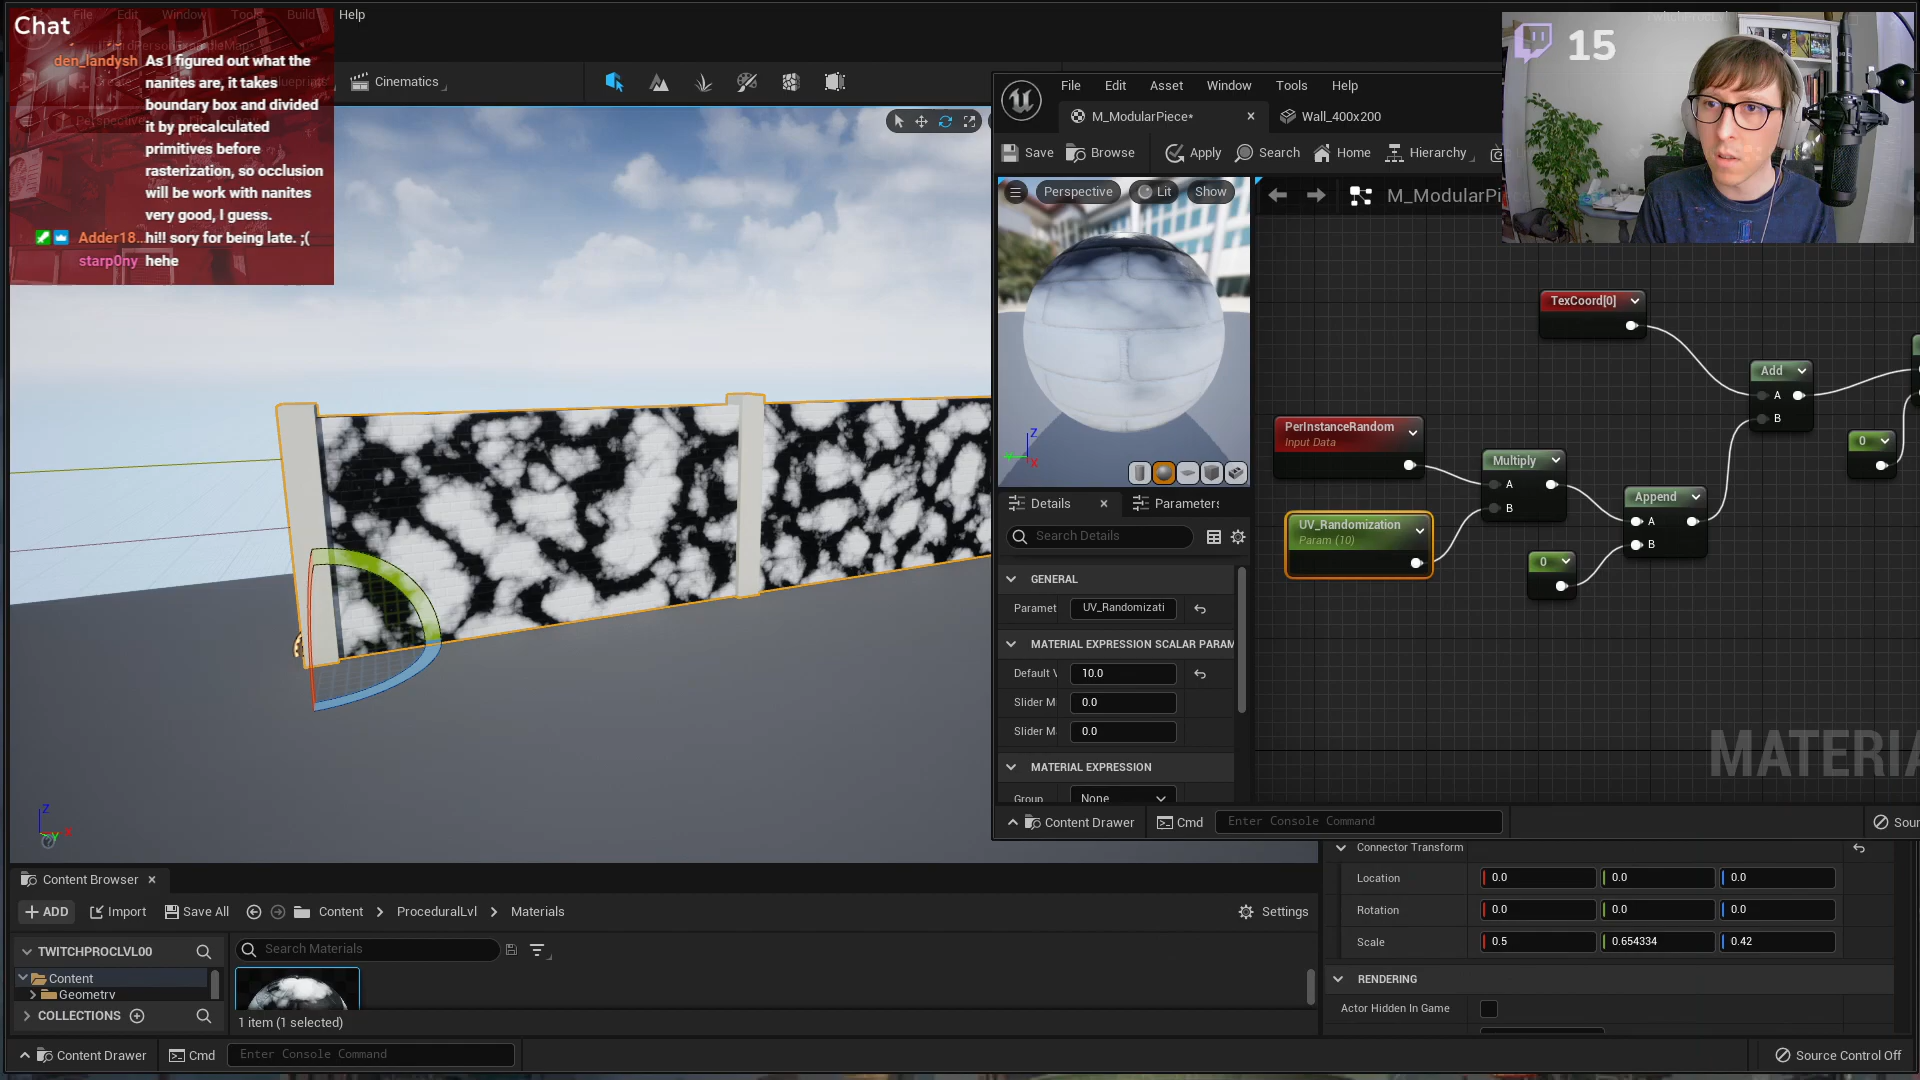 Chat
File
Edit
Window
Tools
Build
Help
den_landysh As I figured out what the
nanites are, it takes
boundary box and divided
it by precalculated
primitives before
rasterization, so occlusion
will be work with nanites
very good, I guess.
Adder18... hi!! sory for being late. ;(
starp0ny hehe
Cinematics
15
File Edit Asset Window Tools Help
M_ModularPiece*
Wall_400x200
Save
Browse
Apply
Search
Home
Hierarchy
Perspective
Lit
Show
M_ModularPi
TexCoord[0]
Add
A
B
0
PerInstanceRandom
Input Data
Multiply
A
B
Append
A
B
UV_Randomization
Param (10)
0
MATERIA
Z
X
Details
Parameters
Search Details
GENERAL
Paramet
UV_Randomizati
MATERIAL EXPRESSION SCALAR PARAM
Default V
10.0
Slider M
0.0
Slider M
0.0
MATERIAL EXPRESSION
Group
None
Content Drawer
Cmd
Enter Console Command
Sour
Z
Y
X
Connector Transform
Location
0.0
0.0
0.0
Rotation
0.0
0.0
0.0
Scale
0.5
0.654334
0.42
RENDERING
Actor Hidden In Game
Content Browser
ADD
Import
Save All
Content
ProceduralLvl
Materials
Settings
TWITCHPROCLVL00
Search Materials
Content
Geometry
COLLECTIONS
1 item (1 selected)
Content Drawer
Cmd
Enter Console Command
Source Control Off